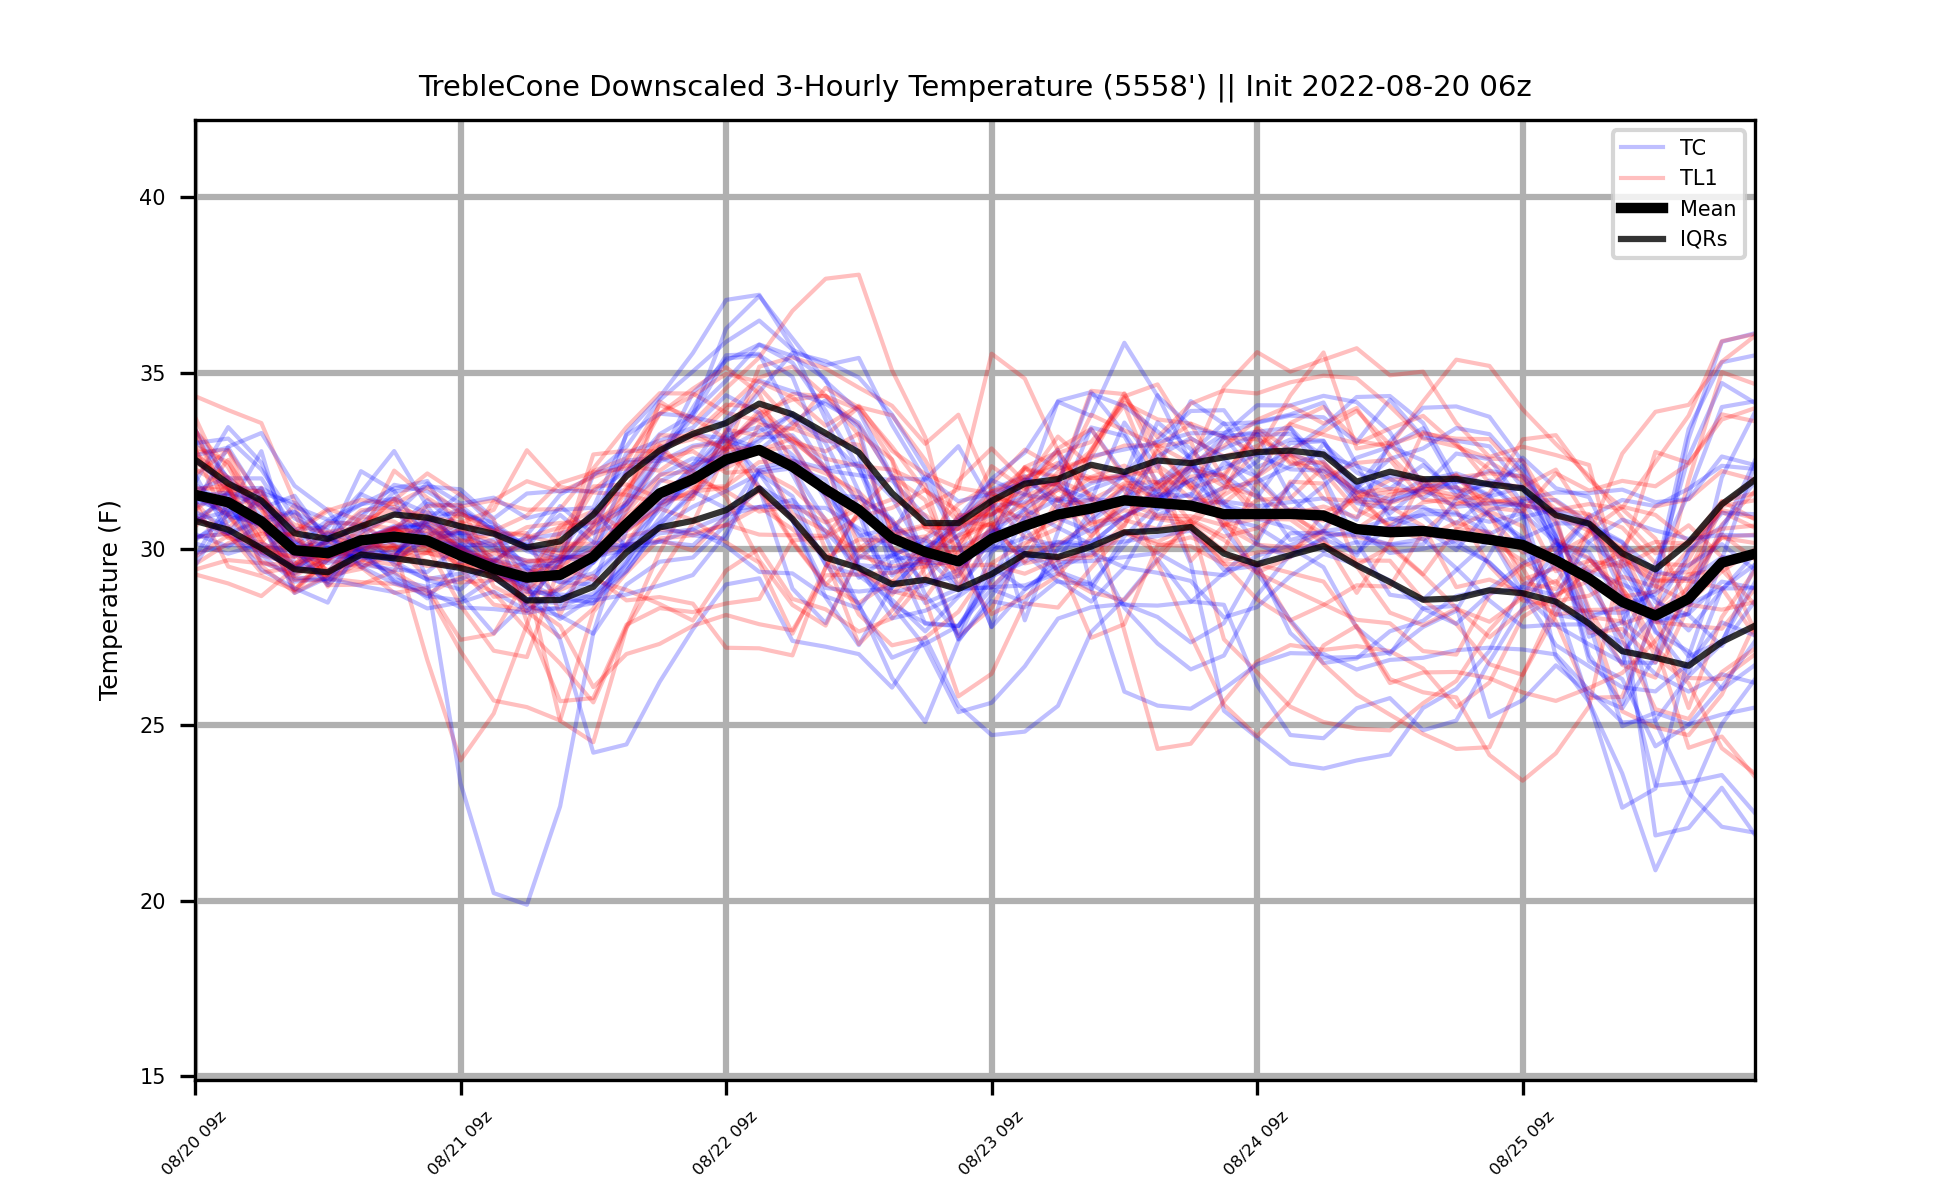 TrebleCone Downscaled 3-Hourly Temperature (5558') || Init 2022-08-20 06z
TC
TL1
Mean
IQRs
Temperature (F)
40
35
30
25
20
15
08/20 09z
08/21 09z
08/22 09z
08/23 09z
08/24 09z
08/25 09z